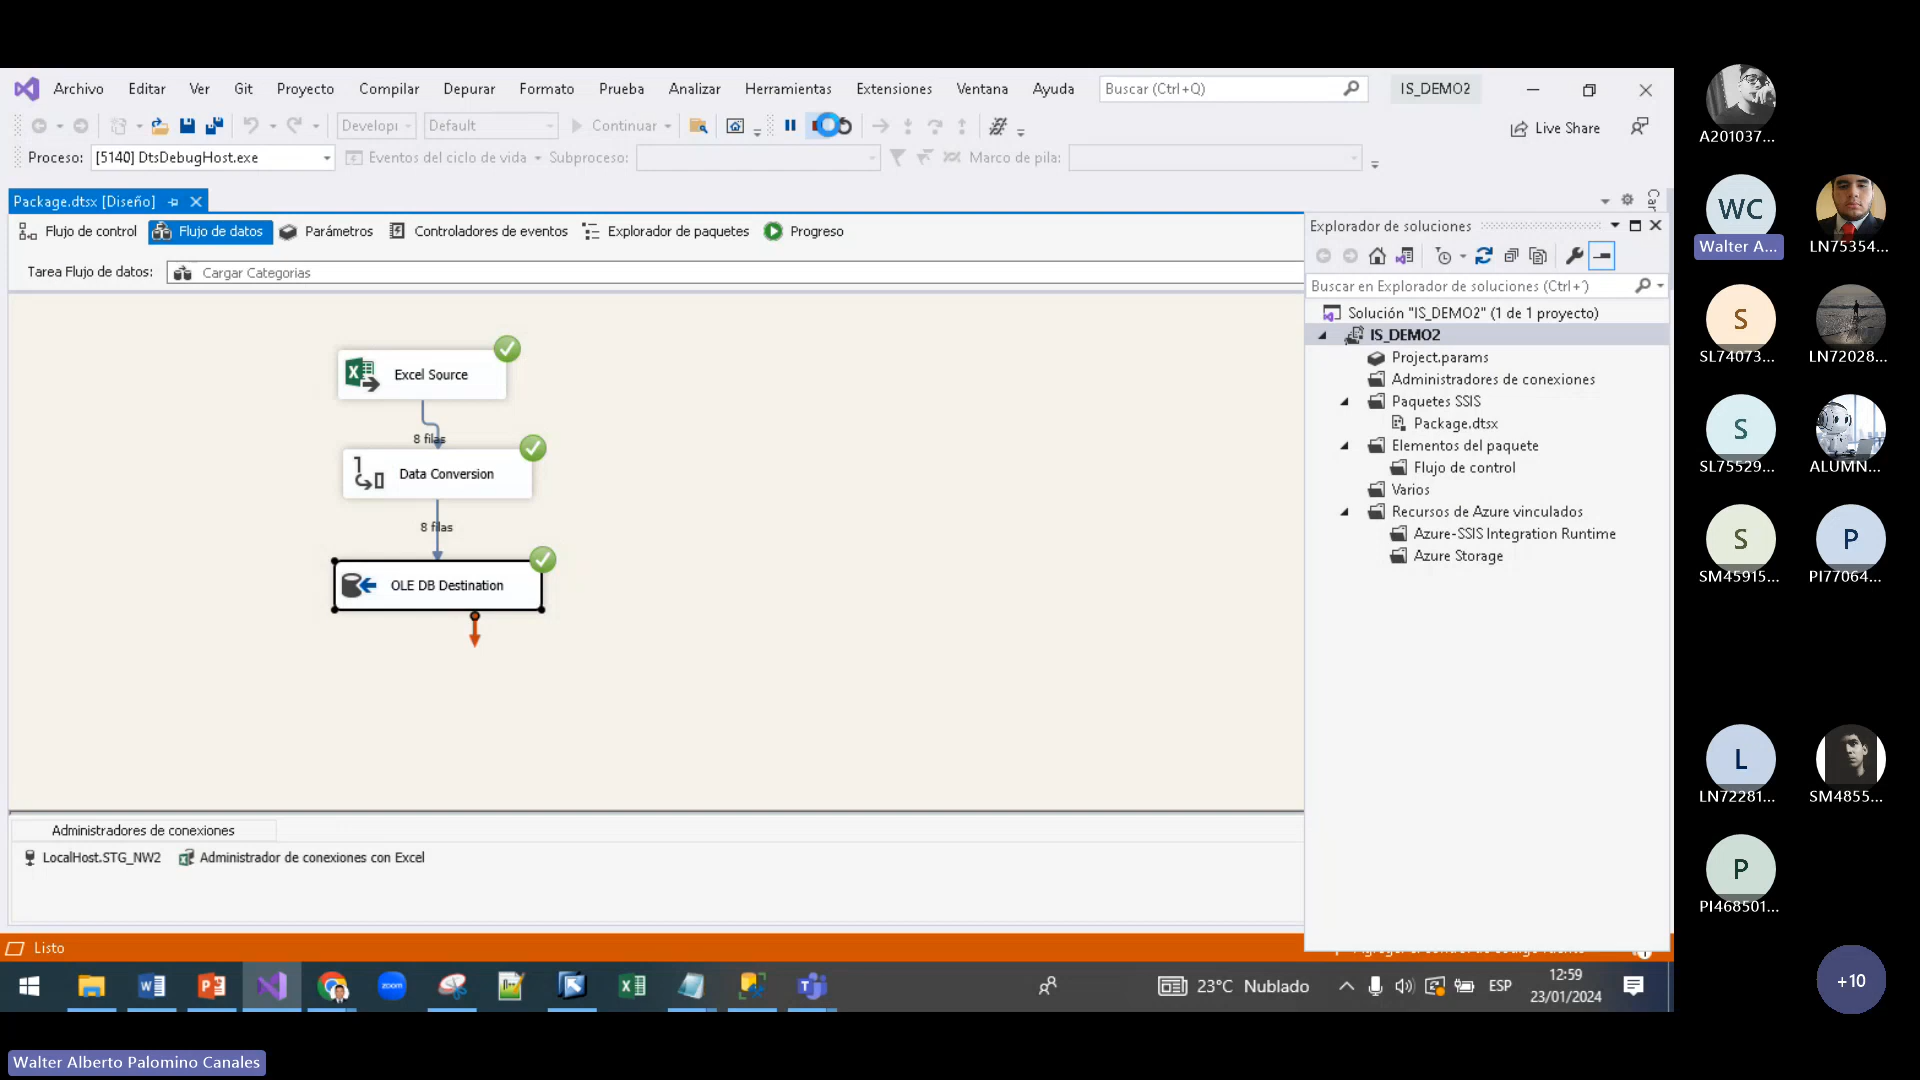 Archivo Editar Ver Git Proyecto Compilar Depurar Formato Prueba Analizar Herramientas Extensiones Ventana Ayuda Buscar (Ctrl+Q) IS_DEMO2
Developi Default Continuar Live Share
Proceso: [5140] DtsDebugHost.exe Eventos del ciclo de vida Subproceso: Marco de pila:
Package.dtsx [Diseño]
Flujo de control Flujo de datos Parámetros Controladores de eventos Explorador de paquetes Progreso
Tarea Flujo de datos: Cargar Categorias
Excel Source
8 filas
Data Conversion
8 filas
OLE DB Destination
Administradores de conexiones
LocalHost.STG_NW2 Administrador de conexiones con Excel
Explorador de soluciones
Buscar en Explorador de soluciones (Ctrl+´)
Solución "IS_DEMO2" (1 de 1 proyecto)
IS_DEMO2
Project.params
Administradores de conexiones
Paquetes SSIS
Package.dtsx
Elementos del paquete
Flujo de control
Varios
Recursos de Azure vinculados
Azure-SSIS Integration Runtime
Azure Storage
Listo
zoom
23°C Nublado ESP
12:59
23/01/2024
A201037...
WC
Walter A...
LN75354...
S
SL74073...
LN72028...
S
SL75529...
ALUMN...
S
SM45915...
P
PI77064...
L
LN72281...
SM4855...
P
PI468501...
+10
Walter Alberto Palomino Canales